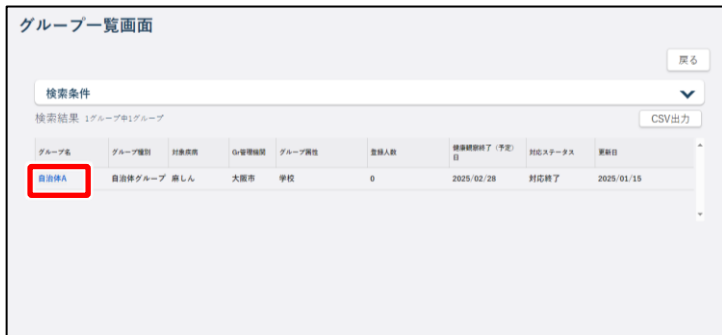 グループ一覧画面
戻る
検索条件
検索結果 1グループ中1グループ
CSV出力
グループ名 グループ種別 対象疾病 Gr管理機関 グループ属性 登録人数 健康観察終了（予定）日 対応ステータス 更新日
自治体A 自治体グループ 麻しん 大阪市 学校 0 2025/02/28 対応終了 2025/01/15